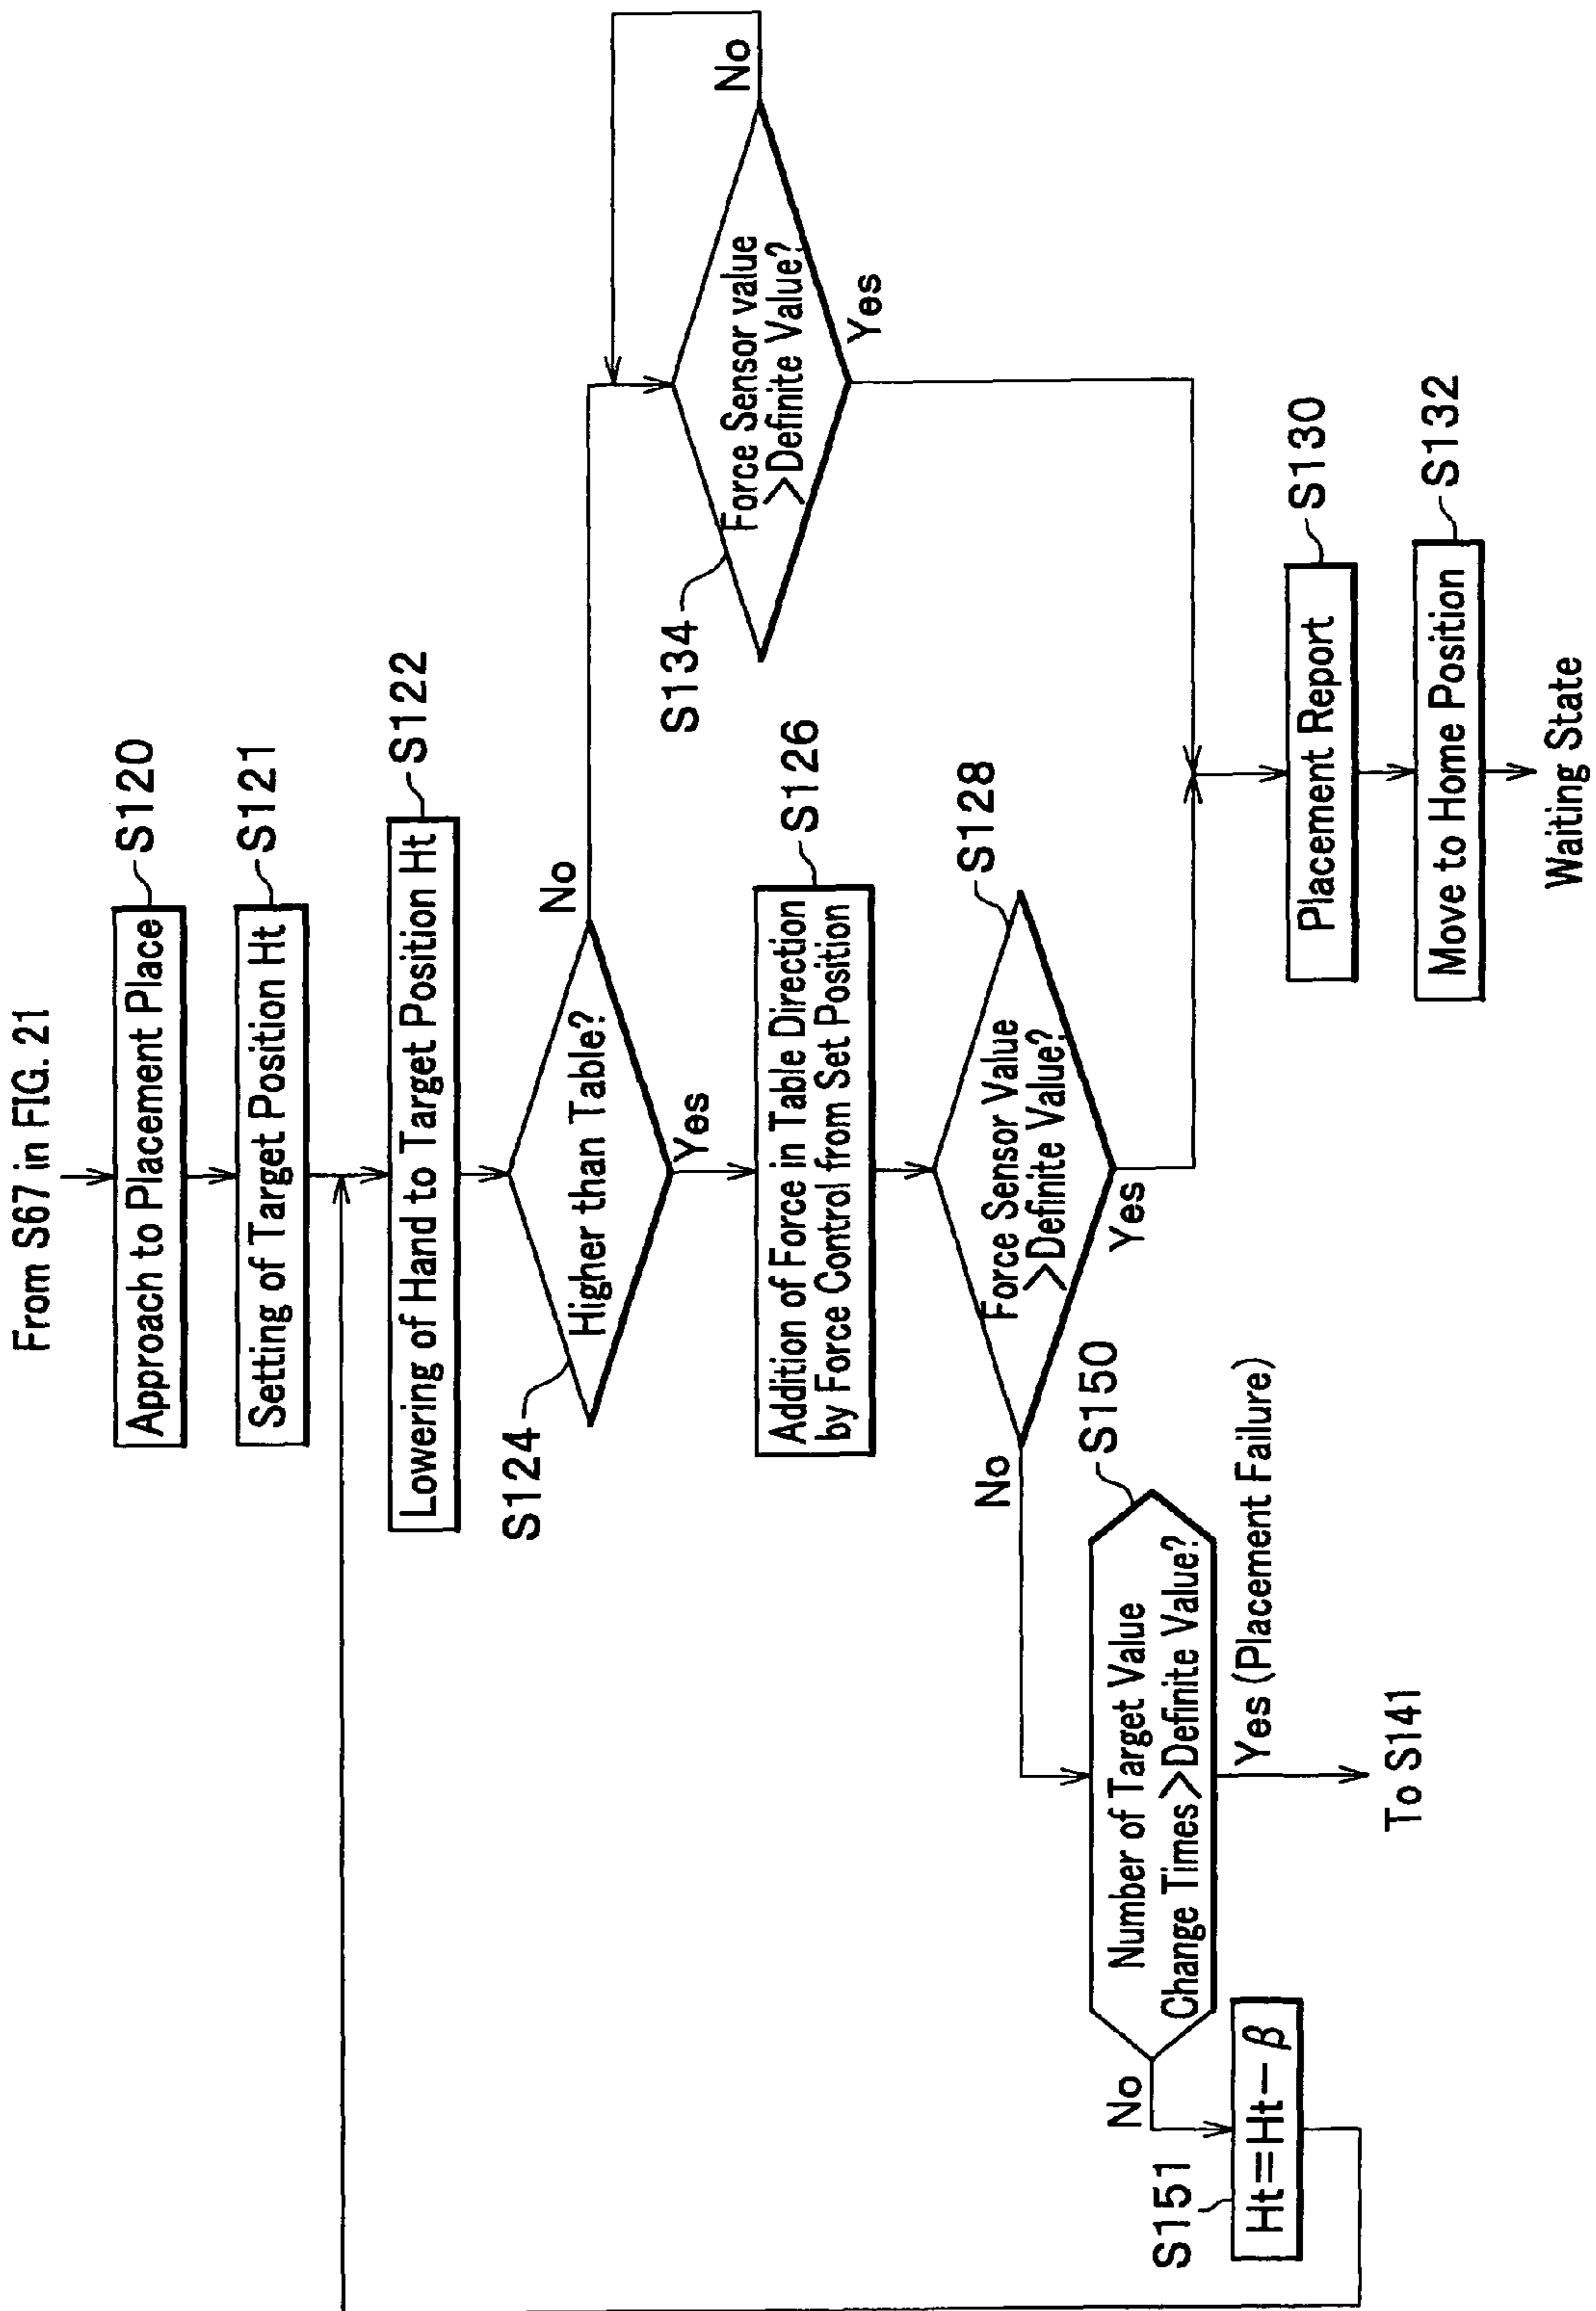 From S67 in FIG. 21
Approach to Placement Place
S120
Setting of Target Position Ht
S121
Lowering of Hand to Target Position Ht
S122
S124
Higher than Table?
No
Yes
S134
Force Sensor value
>Definite Value?
No
Yes
Addition of Force in Table Direction
by Force Control from Set Position
S126
S128
Force Sensor Value
>Definite Value?
No
Yes
S150
Number of Target Value
Change Times>Definite Value?
No
Yes (Placement Failure)
To S141
S151
Ht=Ht-β
Placement Report
S130
Move to Home Position
S132
Waiting State